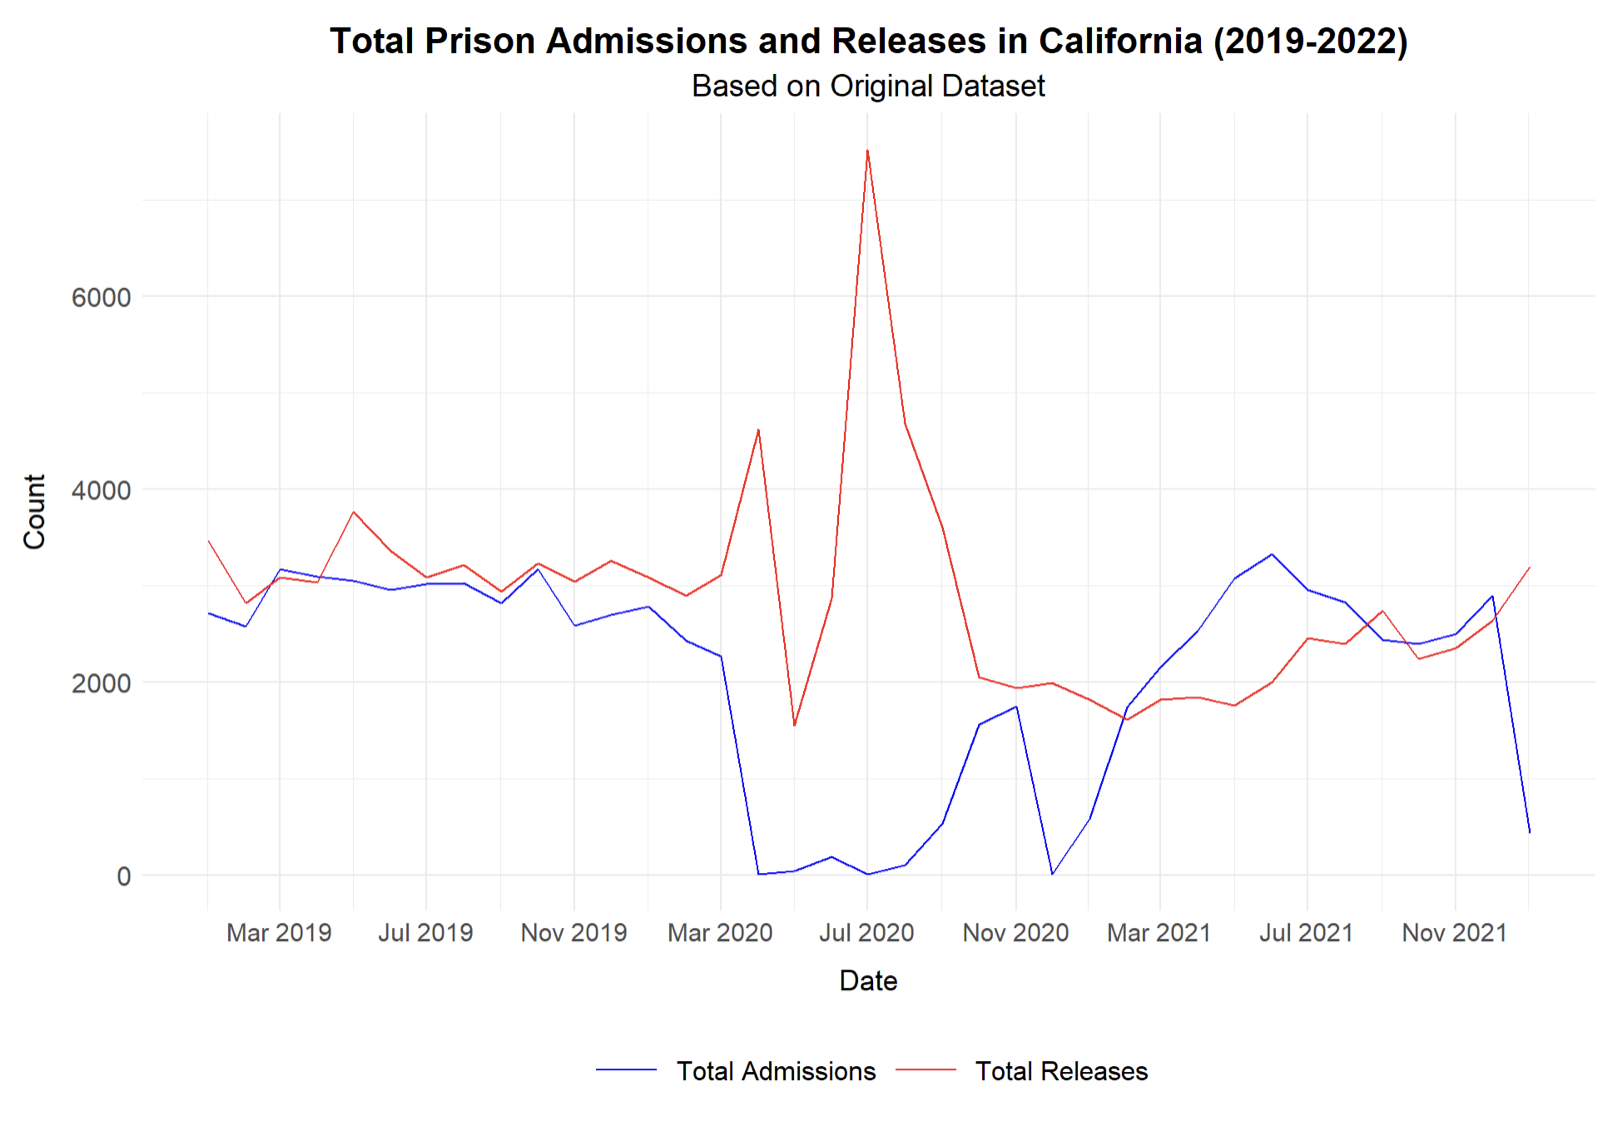 Total Prison Admissions and Releases in California (2019-2022)
Based on Original Dataset
Count
6000
4000
2000
0
Mar 2019 Jul 2019 Nov 2019 Mar 2020 Jul 2020 Nov 2020 Mar 2021 Jul 2021 Nov 2021
Date
Total Admissions Total Releases